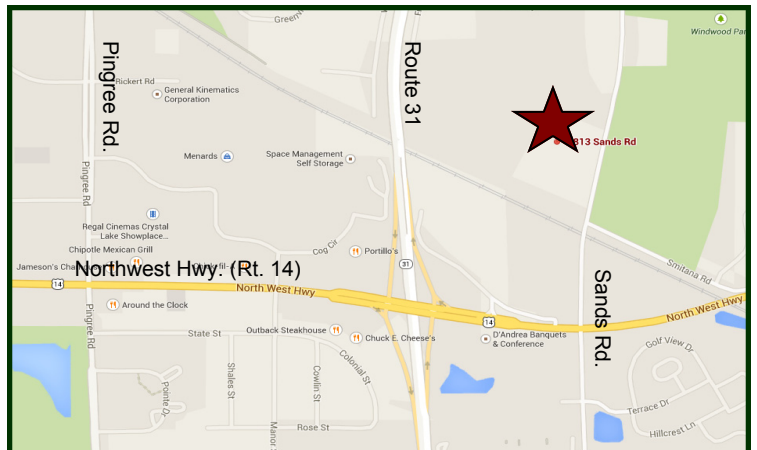 Windwood Par
Pingree Rd.
Route 31
Rickert Rd
General Kinematics
Corporation
813 Sands Rd
Menards
Space Management
Self Storage
Pingree Rd
Regal Cinemas Crystal
Lake Showplace...
Chipotle Mexican Grill
Cog Cir
Portillo's
Northwest Hwy. (Rt. 14)
31
Smitana Rd
Sands Rd.
14
North West Hwy
North West Hwy
Around the Clock
14
Pingree Rd
State St
Outback Steakhouse
Chuck E. Cheese's
D'Andrea Banquets
& Conference
Golf View Dr
Colonial St
Shales St
Cowlin St
Pointe Dr
Terrace Dr
Manor
Rose St
Hillcrest Ln